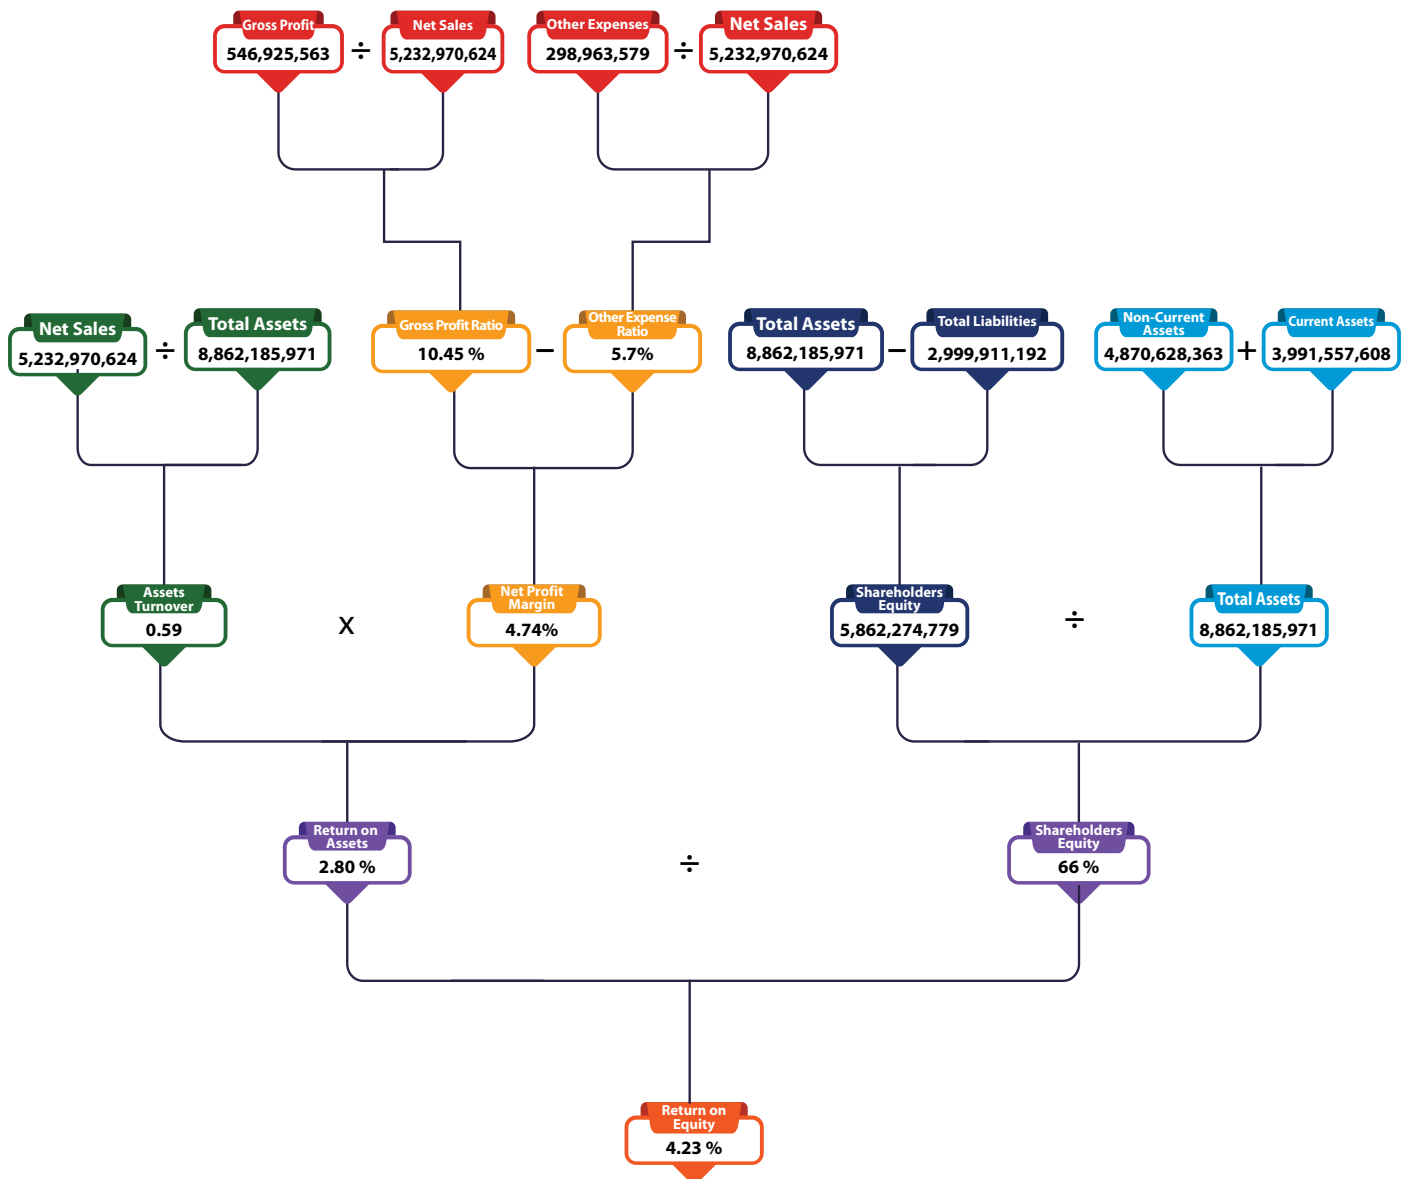 Gross Profit
546,925,563
÷
Net Sales
5,232,970,624
Other Expenses
298,963,579
÷
Net Sales
5,232,970,624
Net Sales
5,232,970,624
÷
Total Assets
8,862,185,971
Gross Profit Ratio
10.45 %
–
Other Expense
Ratio
5.7%
Total Assets
8,862,185,971
–
Total Liabilities
2,999,911,192
Non-Current
Assets
4,870,628,363
+
Current Assets
3,991,557,608
Assets
Turnover
0.59
x
Net Profit
Margin
4.74%
Shareholders
Equity
5,862,274,779
÷
Total Assets
8,862,185,971
Return on
Assets
2.80 %
÷
Shareholders
Equity
66 %
Return on
Equity
4.23 %